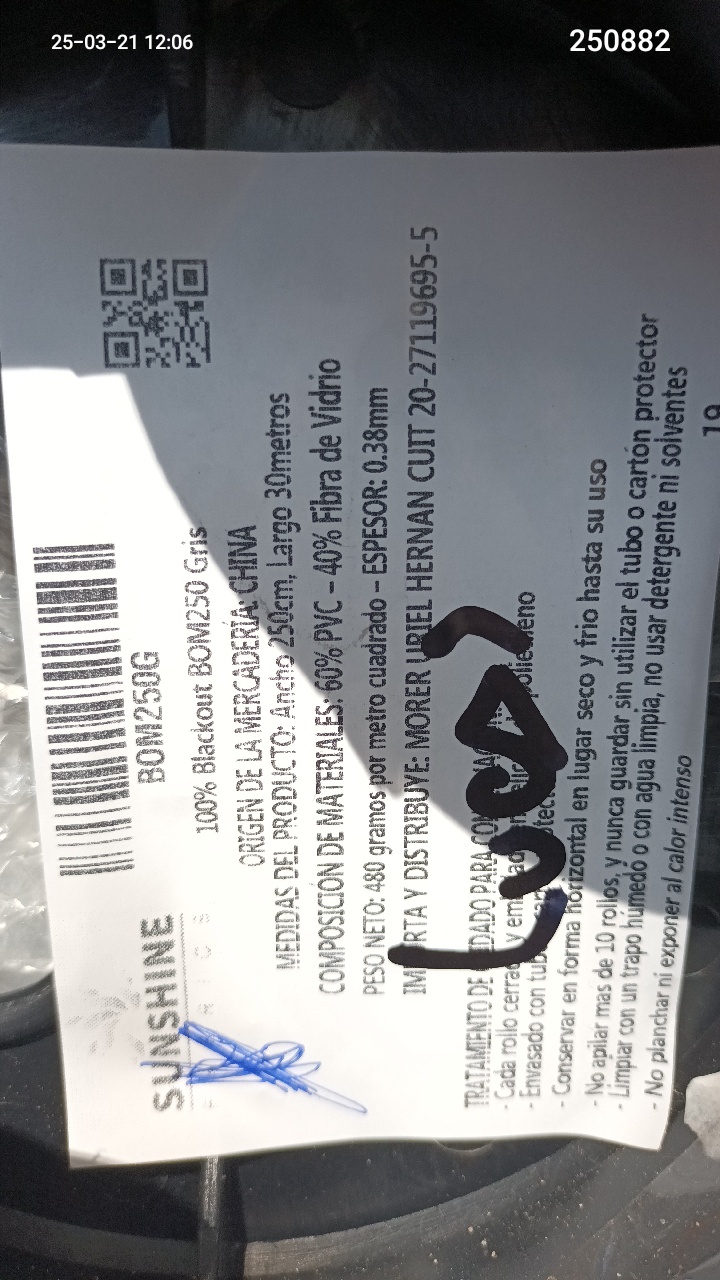 25-03-21 12:06
250882
SUNSHINE
BOM250G
100% Blackout BOM250 Gris
ORIGEN DE LA MERCADERÍA: CHINA
MEDIDAS DEL PRODUCTO: Ancho 250cm, Largo 30metros
COMPOSICIÓN DE MATERIALES: 60% PVC – 40% Fibra de Vidrio
PESO NETO: 480 gramos por metro cuadrado – ESPESOR: 0.38mm
IMPORTA Y DISTRIBUYE: MORER URIEL HERNAN CUIT 20-27119695-5
TRATAMIENTO DE CUIDADO PARA
- Cada rollo cerrado y
- Envasado con
- Conservar en forma horizontal en lugar seco y frio hasta su uso
- No apilar mas de 10 rollos, y nunca guardar sin utilizar el tubo o cartón protector
- Limpiar con un trapo húmedo o con agua limpia, no usar detergente ni solventes
- No planchar ni exponer al calor intenso
19